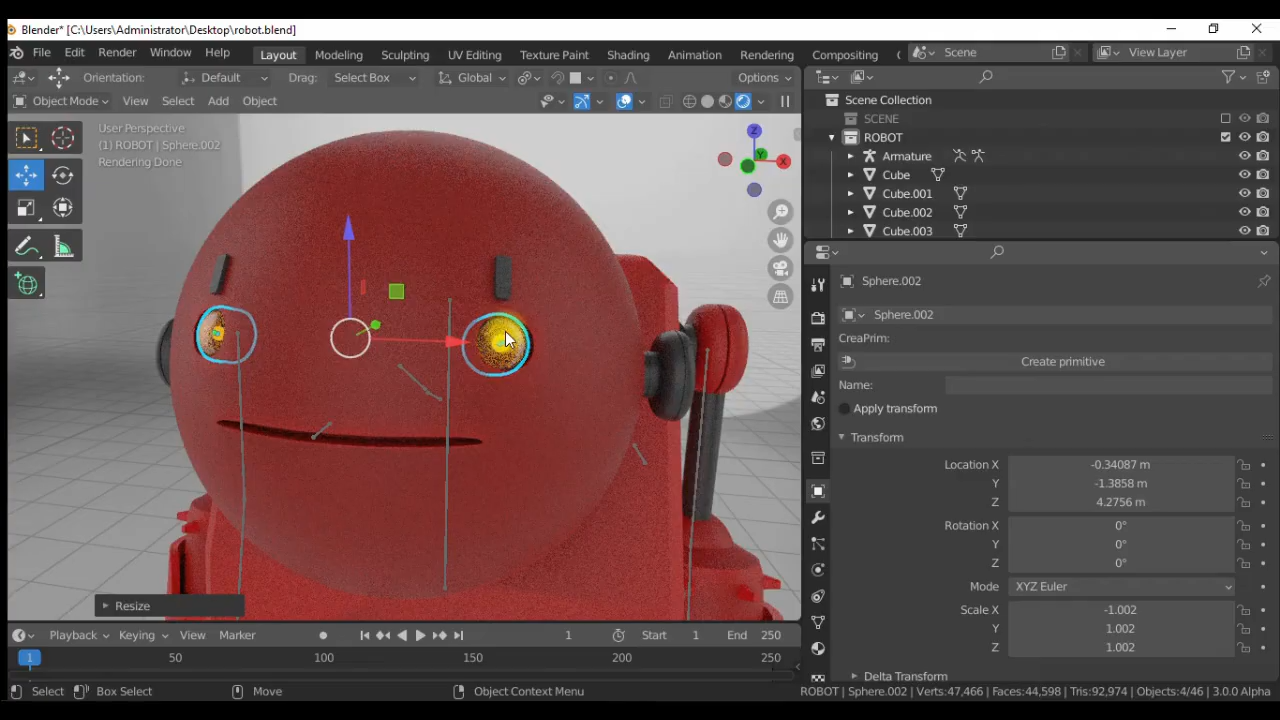 Blender* [C:\Users\Administrator\Desktop\robot.blend]
File Edit Render Window Help
Layout Modeling Sculpting UV Editing Texture Paint Shading Animation Rendering Compositing
Scene View Layer
Orientation: Default Drag: Select Box Global Options
Object Mode View Select Add Object
User Perspective
(1) ROBOT | Sphere.002
Rendering Done
Z
Y
X
Resize
Scene Collection
SCENE
ROBOT
Armature
Cube
Cube.001
Cube.002
Cube.003
Sphere.002
Sphere.002
CreaPrim:
Create primitive
Name:
Apply transform
Transform
Location X -0.34087 m
Y -1.3858 m
Z 4.2756 m
Rotation X 0°
Y 0°
Z 0°
Mode XYZ Euler
Scale X -1.002
Y 1.002
Z 1.002
Delta Transform
Playback Keying View Marker 1 Start 1 End 250
1 50 100 150 200 250
Select Box Select Move Object Context Menu ROBOT | Sphere.002 | Verts:47,466 | Faces:44,598 | Tris:92,974 | Objects:4/46 | 3.0.0 Alpha